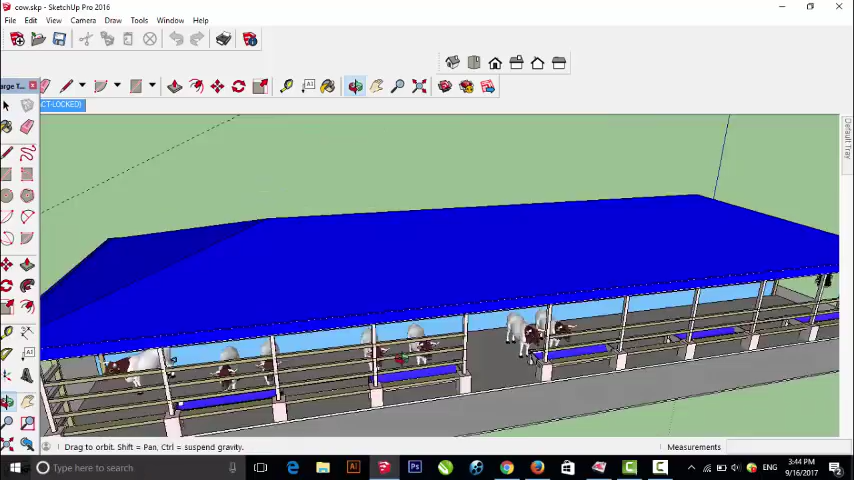 cow.skp - SketchUp Pro 2016
File Edit View Camera Draw Tools Window Help
arge T...
CT-LOCKED)
Default Tray
Drag to orbit. Shift = Pan, Ctrl = suspend gravity.
Measurements
Type here to search
ENG
3:44 PM
9/16/2017